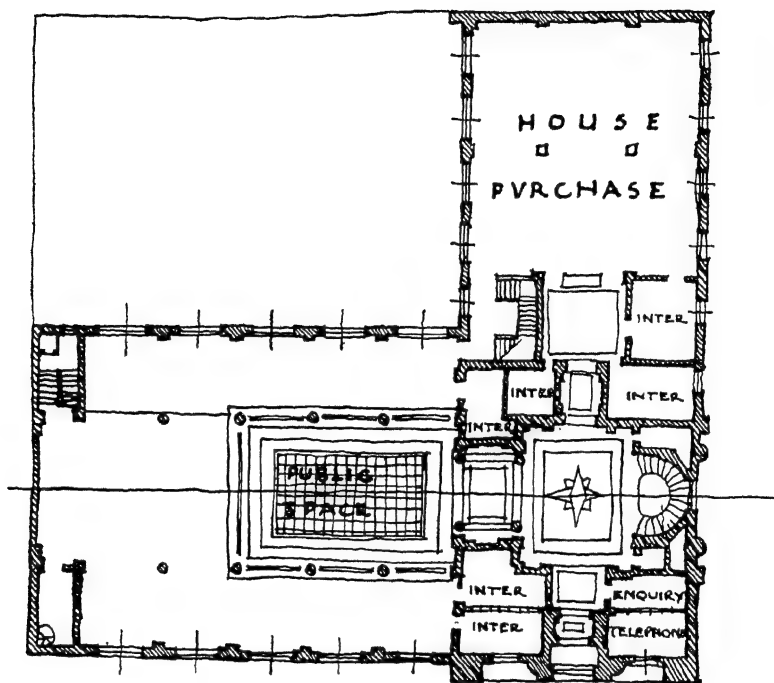 HOUSE
PVRCHASE
INTER
INTER
INTER
INTER
PUBLIC
SPACE
INTER
ENQUIRY
INTER
TELEPHONE